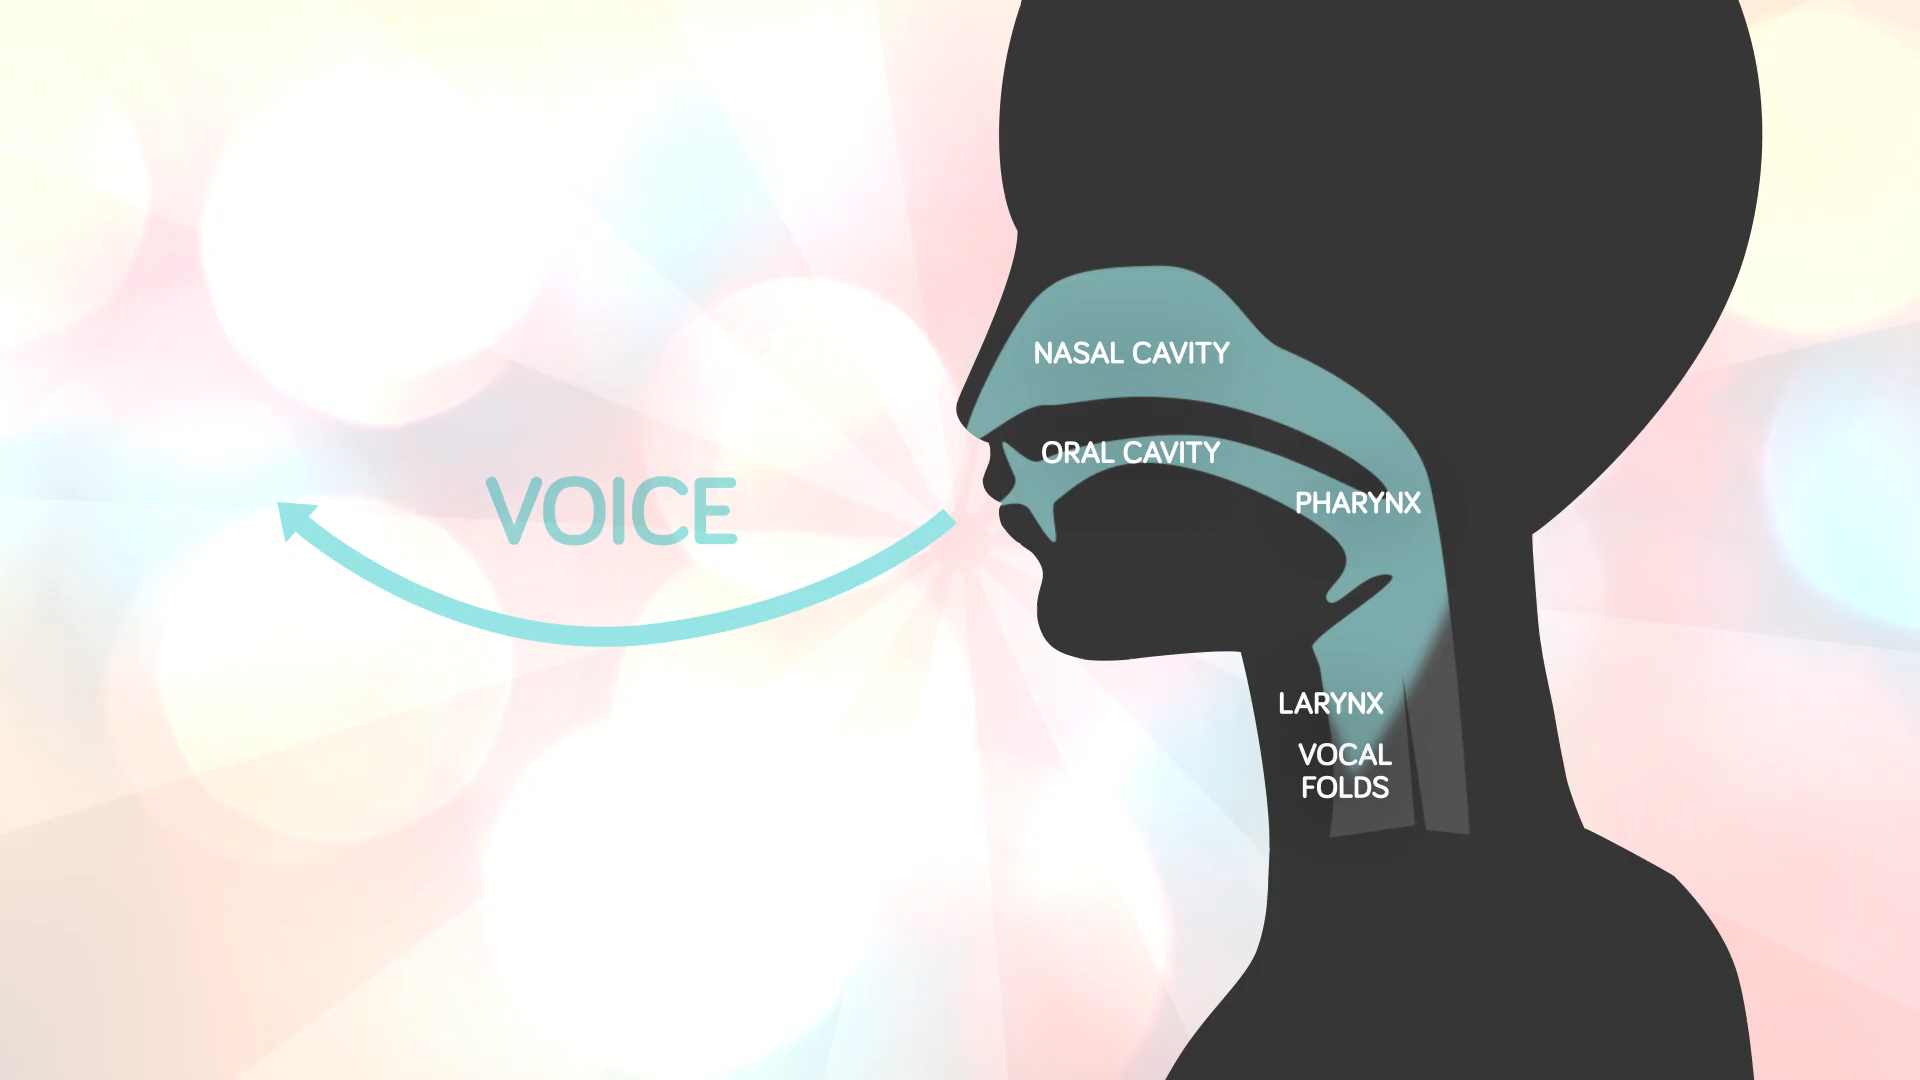 NASAL CAVITY
ORAL CAVITY
VOICE
PHARYNX
LARYNX
VOCAL
FOLDS